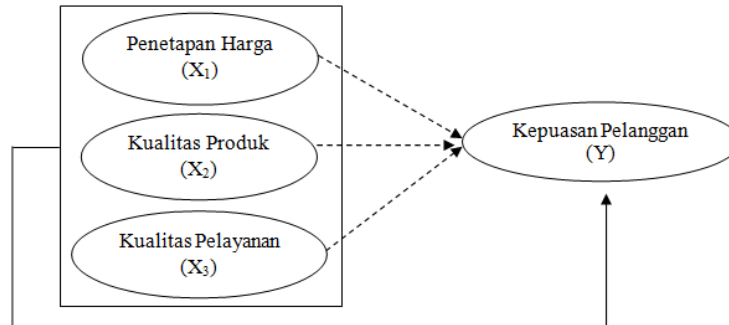 Penetapan Harga
(X₁)
Kualitas Produk
(X₂)
Kualitas Pelayanan
(X₃)
Kepuasan Pelanggan
(Y)